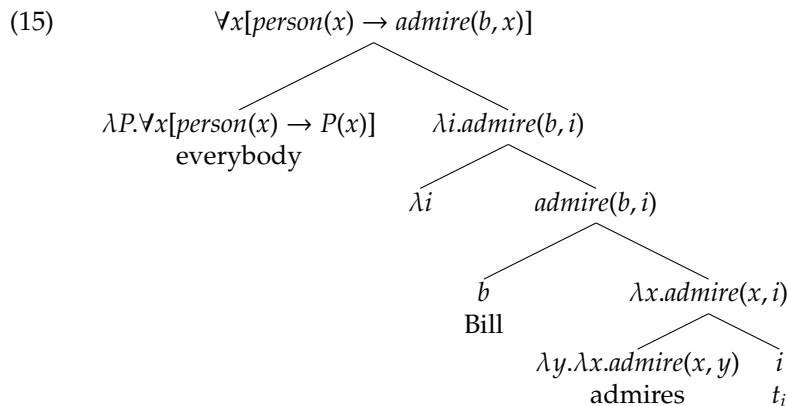 (15) ∀x[person(x) → admire(b, x)]
λP.∀x[person(x) → P(x)] λi.admire(b, i)
everybody
λi admire(b, i)
b λx.admire(x, i)
Bill
λy.λx.admire(x, y) i
admires tᵢ